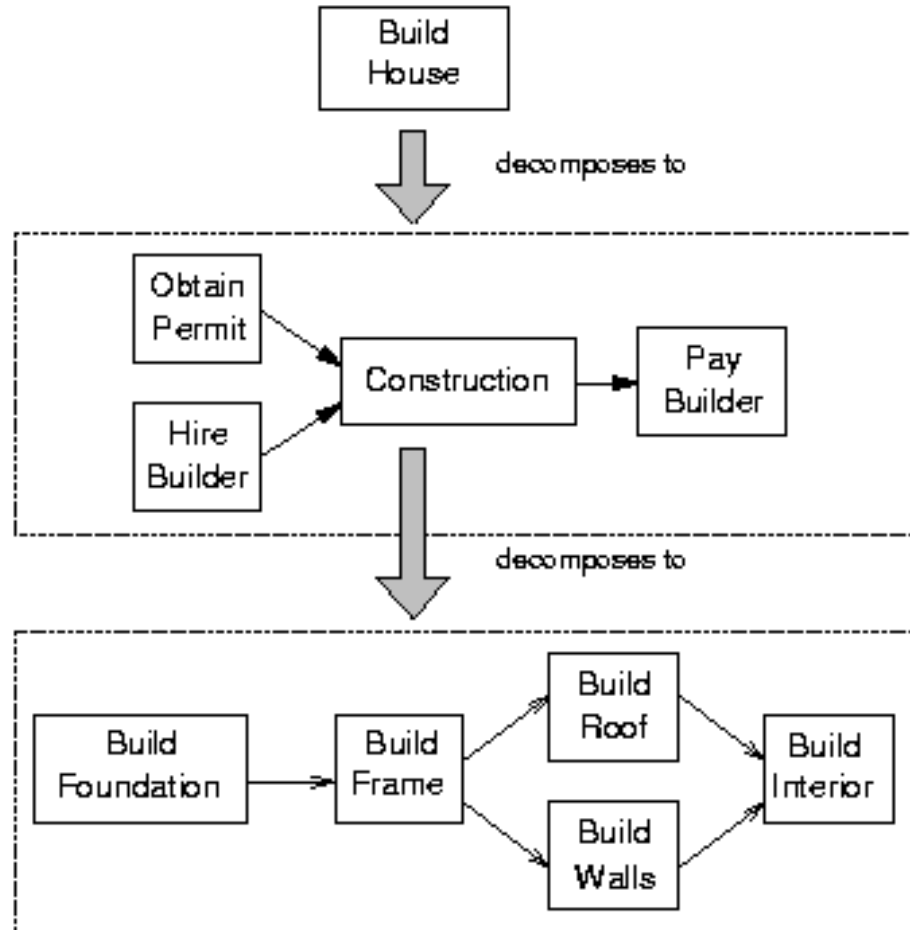 Build
House
decomposes to
Obtain
Permit
Hire
Builder
Construction
Pay
Builder
decomposes to
Build
Foundation
Build
Frame
Build
Roof
Build
Walls
Build
Interior